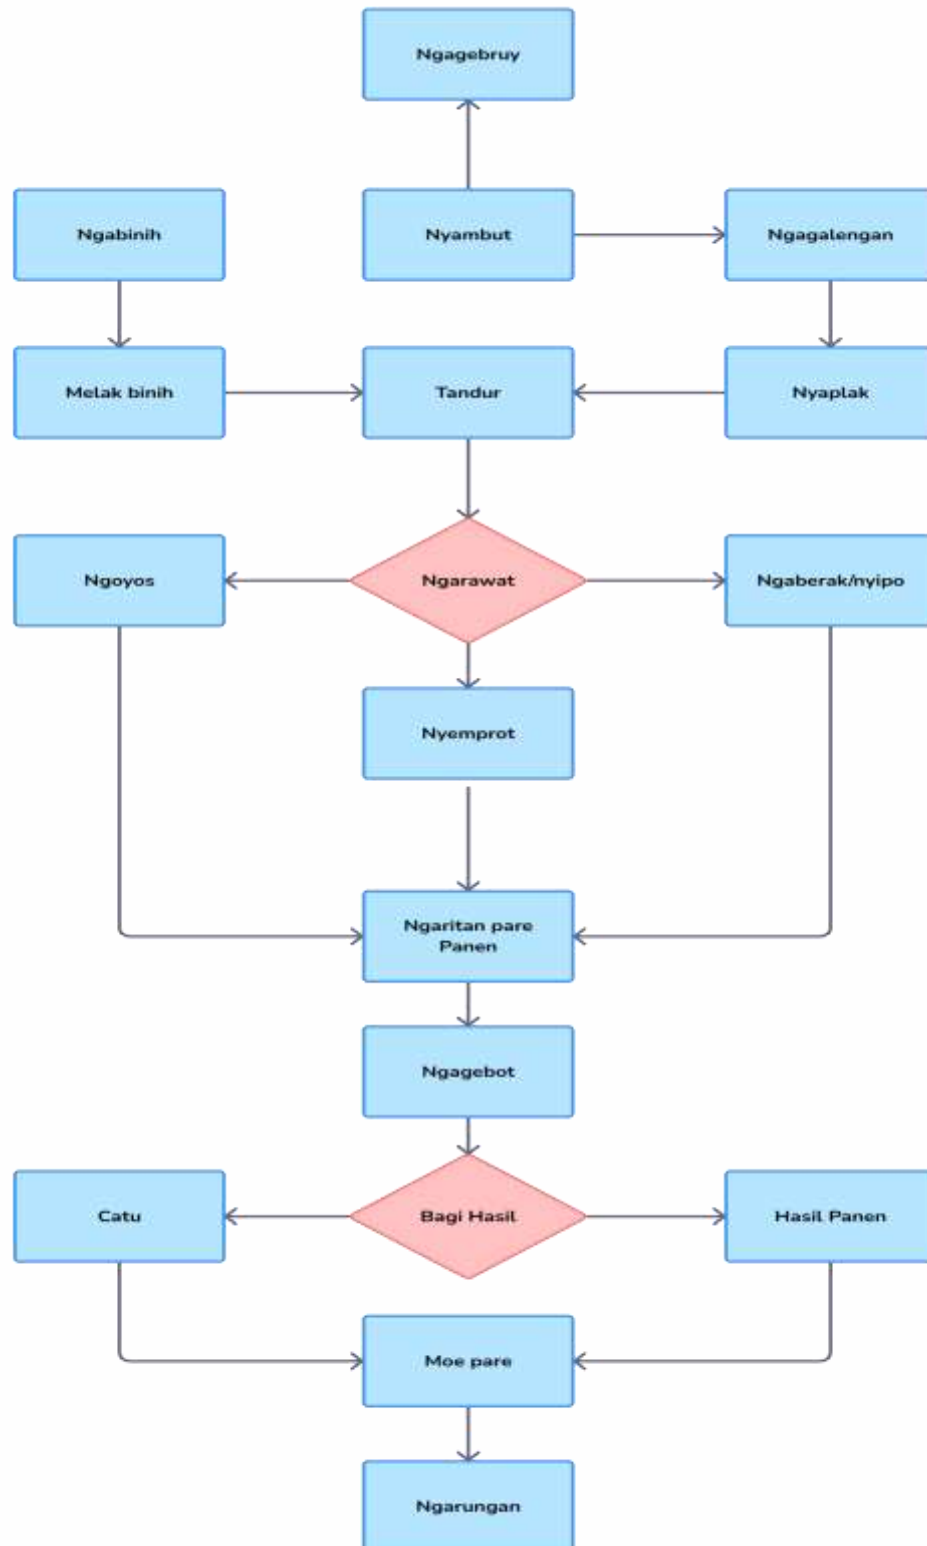 Ngagebruy
Ngabinih
Nyambut
Ngagalengan
Melak binih
Tandur
Nyaplak
Ngoyos
Ngarawat
Ngaberak/nyipo
Nyemprot
Ngaritan pare
Panen
Ngagebot
Catu
Bagi Hasil
Hasil Panen
Moe pare
Ngarungan